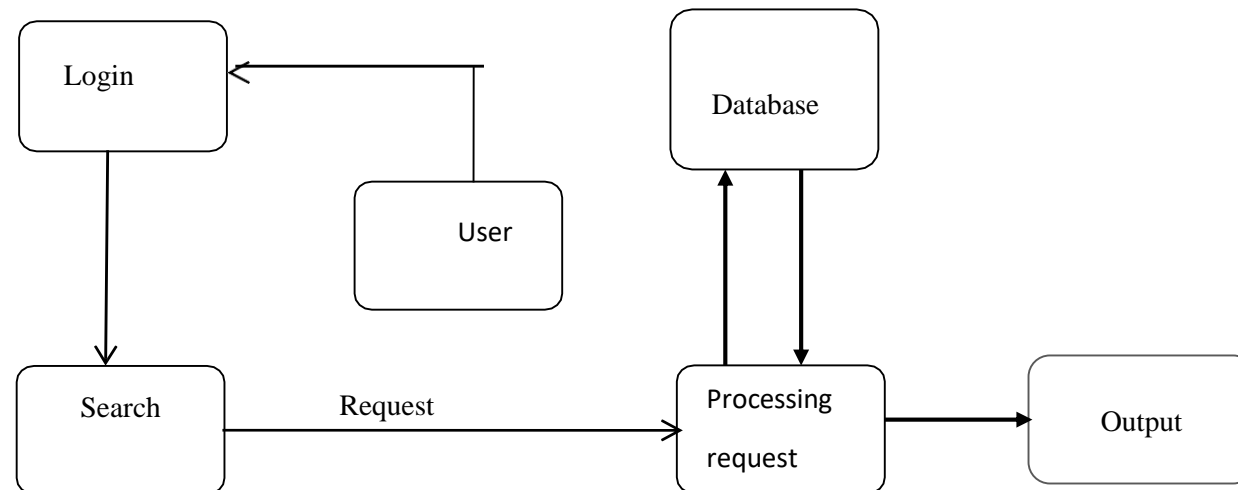 Login
Database
User
Search
Request
Processing
request
Output